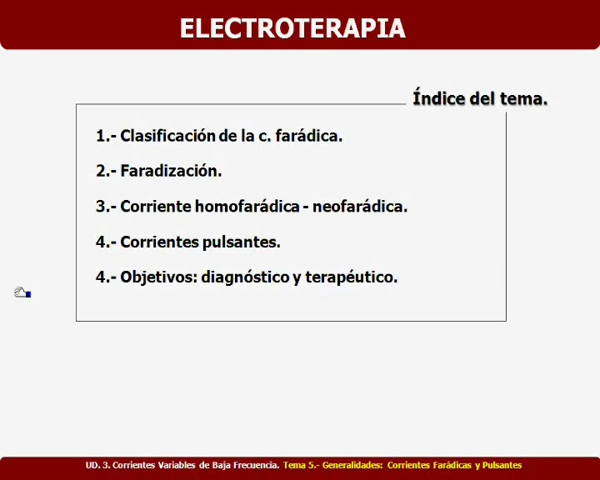 ELECTROTERAPIA
Índice del tema.
1.- Clasificación de la c. farádica.
2.- Faradización.
3.- Corriente homofarádica - neofarádica.
4.- Corrientes pulsantes.
4.- Objetivos: diagnóstico y terapéutico.
UD. 3. Corrientes Variables de Baja Frecuencia. Tema 5.- Generalidades: Corrientes Farádicas y Pulsantes